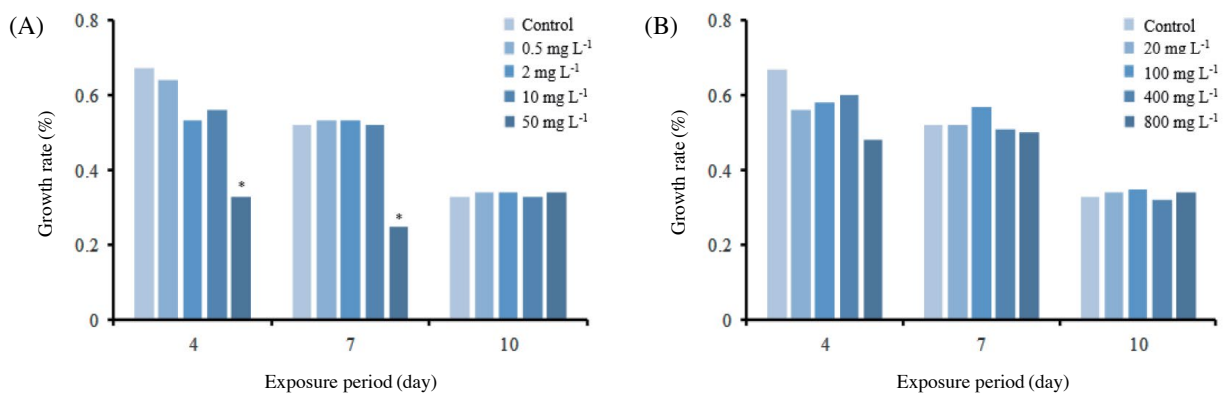 (A)
Growth rate (%)
0.8
0.6
0.4
0.2
0
Control
0.5 mg L⁻¹
2 mg L⁻¹
10 mg L⁻¹
50 mg L⁻¹
*
*
4 7 10
Exposure period (day)
(B)
Growth rate (%)
0.8
0.6
0.4
0.2
0
Control
20 mg L⁻¹
100 mg L⁻¹
400 mg L⁻¹
800 mg L⁻¹
4 7 10
Exposure period (day)